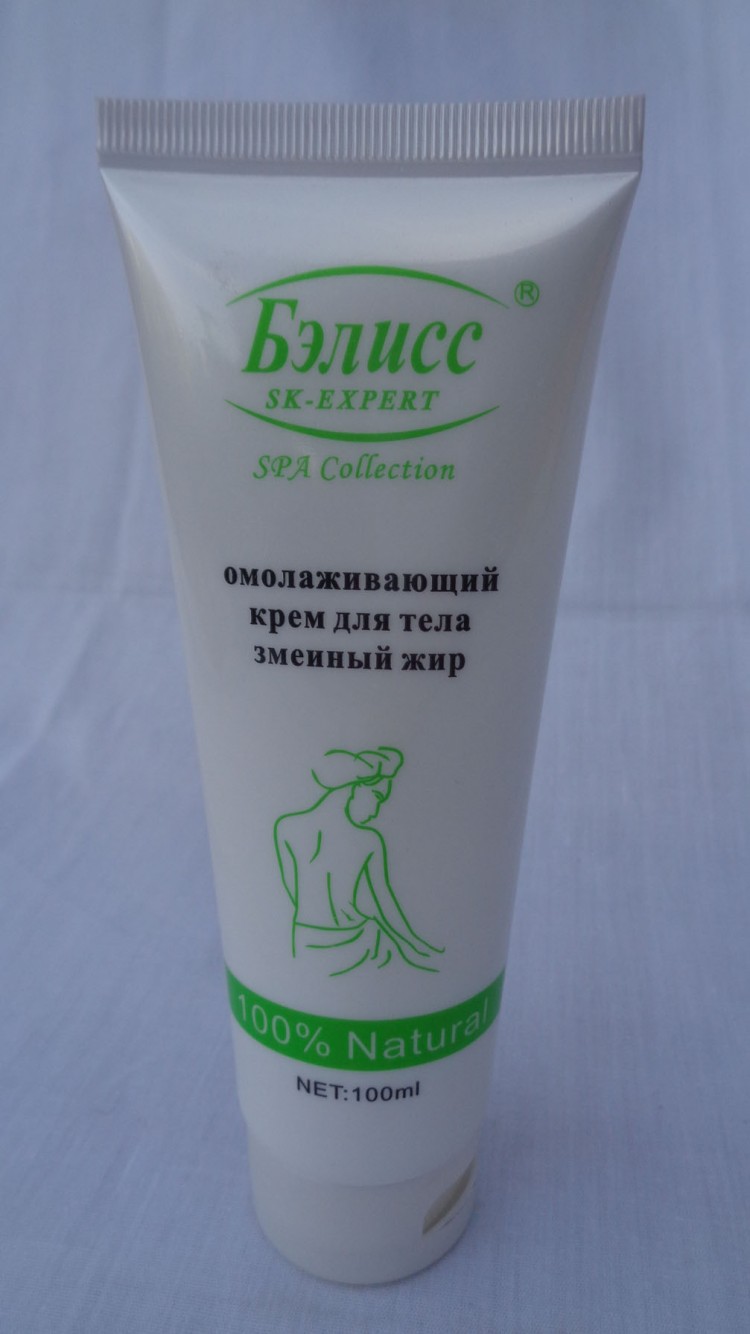 Бэлисс ®
SK-EXPERT
SPA Collection
омолаживающий
крем для тела
змеиный жир
100% Natural
NET:100ml